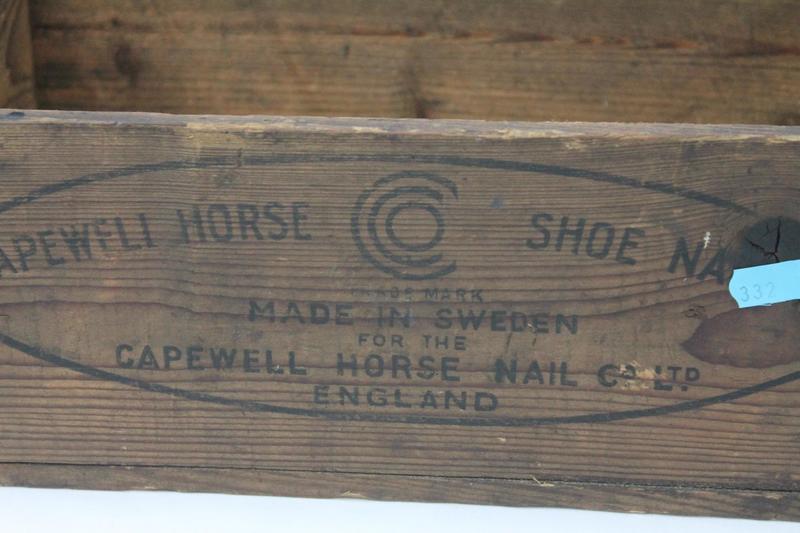 APEWELL HORSE SHOE NA
TRADE MARK
MADE IN SWEDEN
FOR THE
CAPEWELL HORSE NAIL CO. LTD
ENGLAND
332